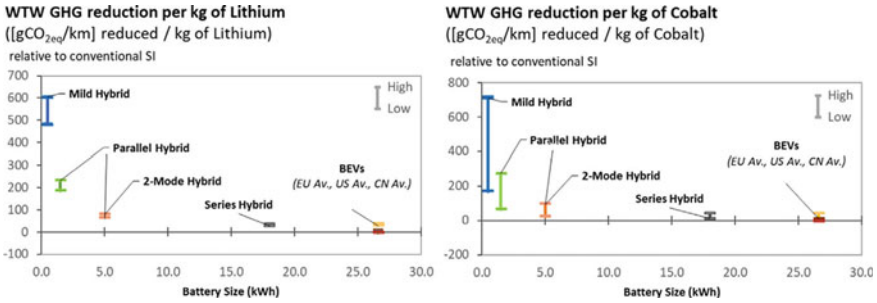 WTW GHG reduction per kg of Lithium
([gCO2eq/km] reduced / kg of Lithium)
relative to conventional SI
700
600
500
400
300
200
100
0
-100
Mild Hybrid
High
Low
Parallel Hybrid
2-Mode Hybrid
Series Hybrid
BEVs
(EU Av., US Av., CN Av.)
0.0 5.0 10.0 15.0 20.0 25.0 30.0
Battery Size (kWh)
WTW GHG reduction per kg of Cobalt
([gCO2eq/km] reduced / kg of Cobalt)
relative to conventional SI
800
600
400
200
0
-200
Mild Hybrid
High
Low
Parallel Hybrid
2-Mode Hybrid
Series Hybrid
BEVs
(EU Av., US Av., CN Av.)
0.0 5.0 10.0 15.0 20.0 25.0 30.0
Battery Size (kWh)